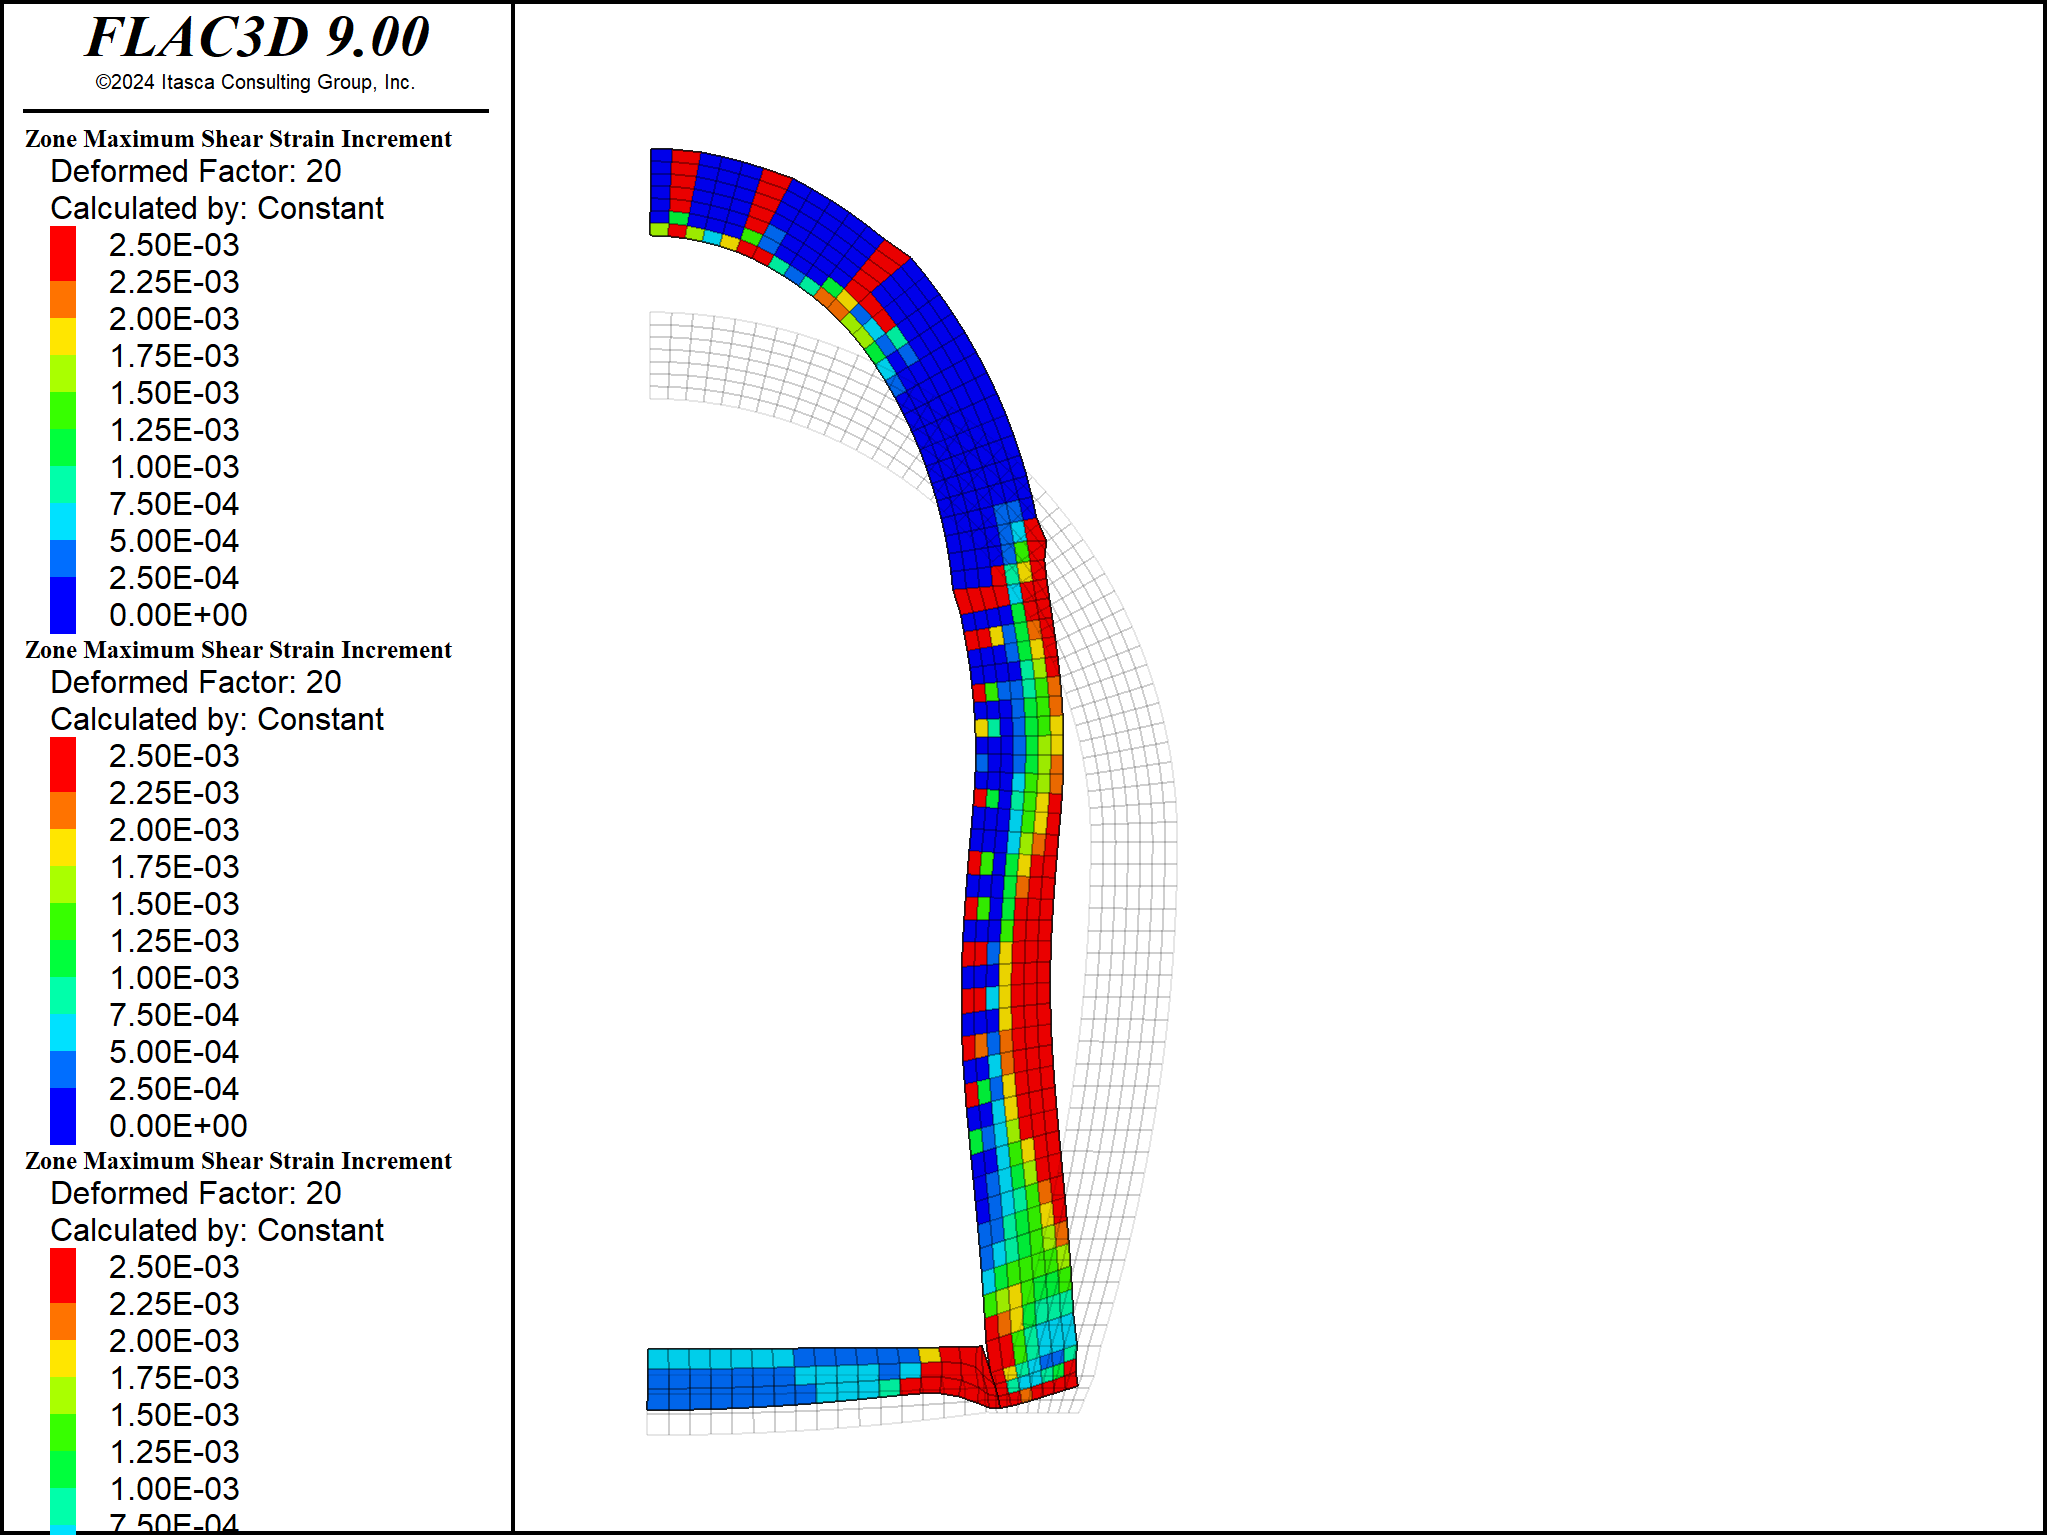 FLAC3D 9.00
©2024 Itasca Consulting Group, Inc.
Zone Maximum Shear Strain Increment
Deformed Factor: 20
Calculated by: Constant
2.50E-03
2.25E-03
2.00E-03
1.75E-03
1.50E-03
1.25E-03
1.00E-03
7.50E-04
5.00E-04
2.50E-04
0.00E+00
Zone Maximum Shear Strain Increment
Deformed Factor: 20
Calculated by: Constant
2.50E-03
2.25E-03
2.00E-03
1.75E-03
1.50E-03
1.25E-03
1.00E-03
7.50E-04
5.00E-04
2.50E-04
0.00E+00
Zone Maximum Shear Strain Increment
Deformed Factor: 20
Calculated by: Constant
2.50E-03
2.25E-03
2.00E-03
1.75E-03
1.50E-03
1.25E-03
1.00E-03
7.50E-04